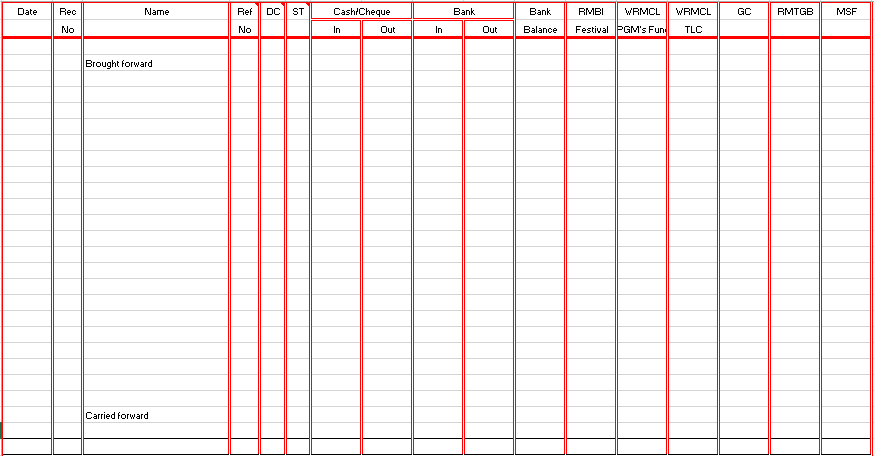 Date Rec Name Ref DC ST Cash/Cheque Bank Bank RMBI WRMCL WRMCL GC RMTGB MSF
No No In Out In Out Balance Festival PGM's Fund TLC
Brought forward
Carried forward